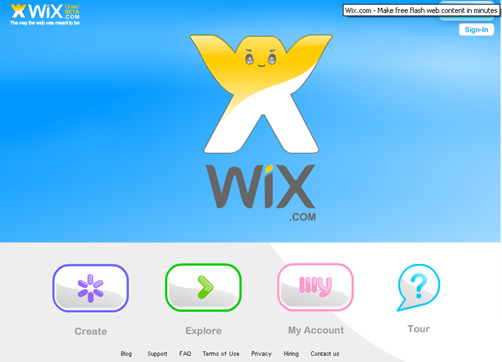 WiX Open BETA .COM
The way the web was meant to be
Wix.com - Make free flash web content in minutes
Sign-In
WiX
.COM
Create
Explore
My Account
Tour
Blog Support FAQ Terms of Use Privacy Hiring Contact us